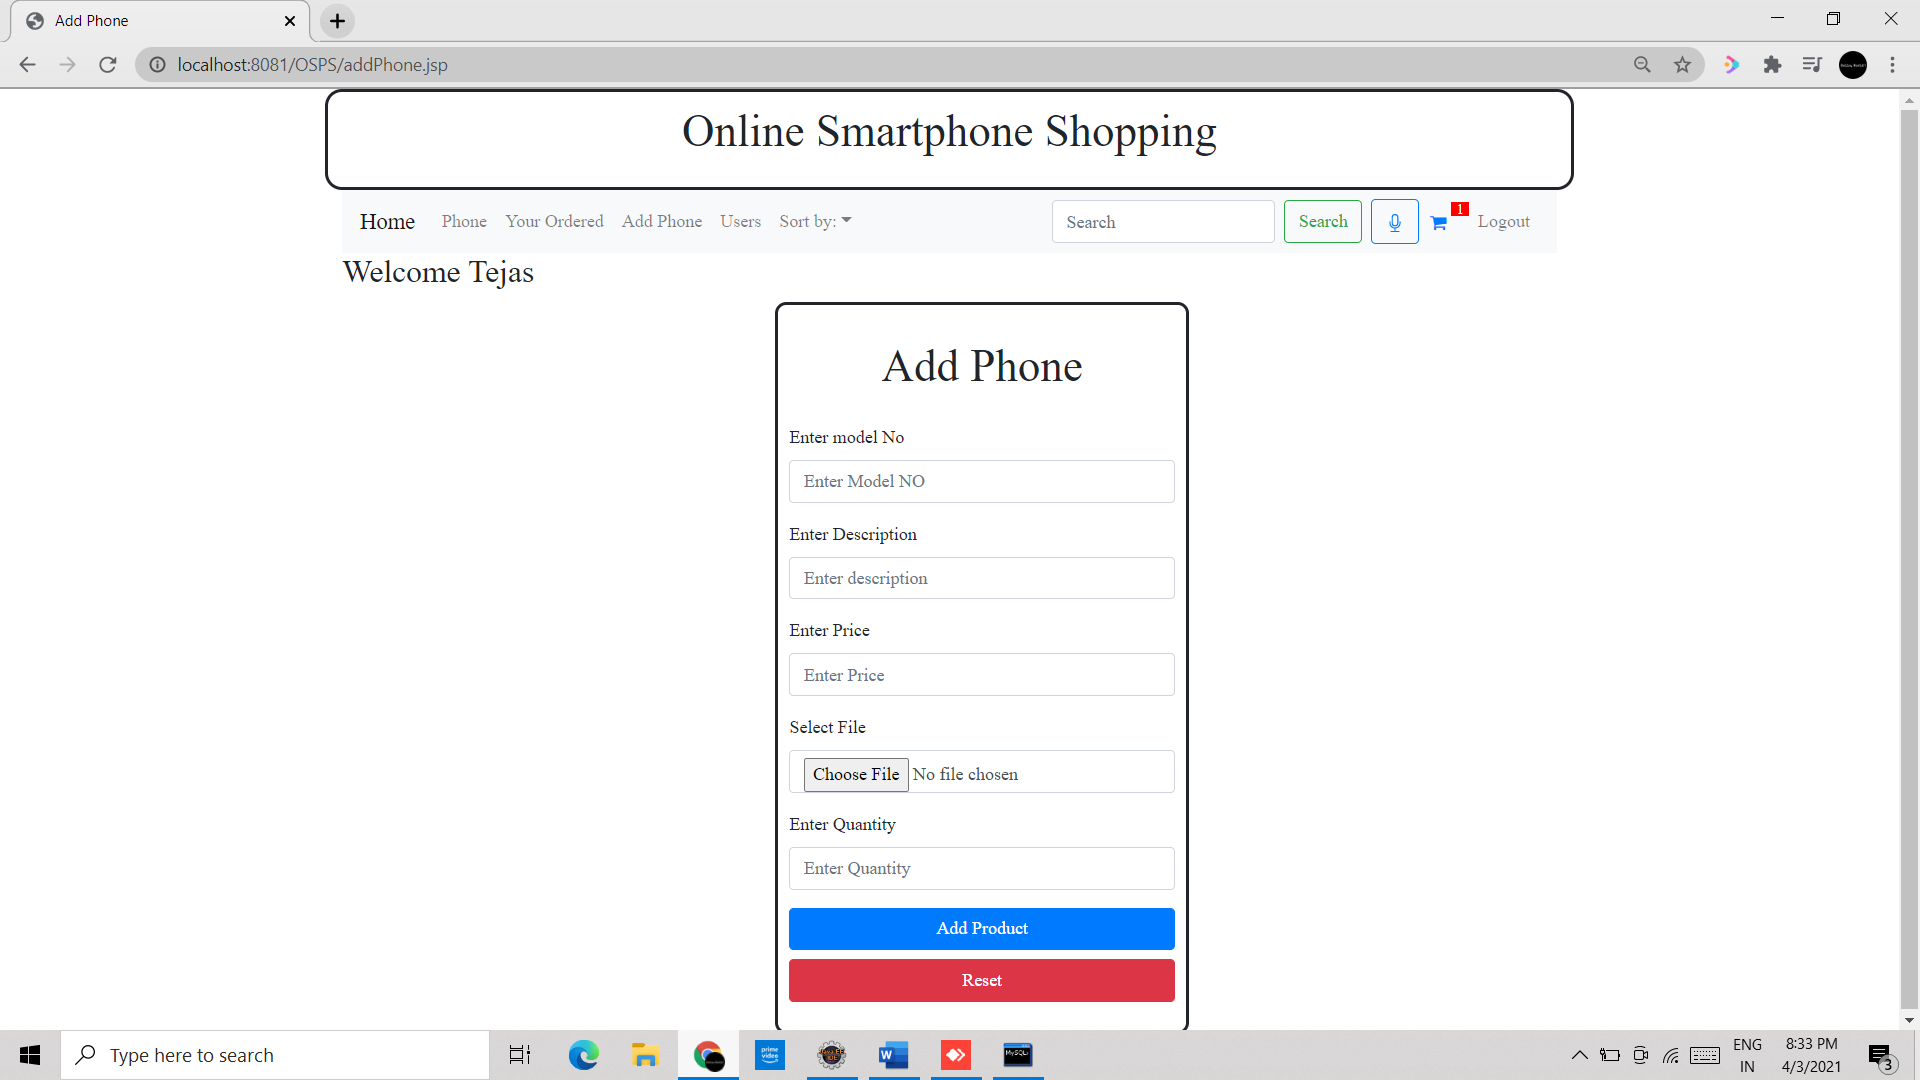 Add Phone
localhost:8081/OSPS/addPhone.jsp
Online Smartphone Shopping
Home Phone Your Ordered Add Phone Users Sort by: Search Search 1 Logout
Welcome Tejas
Add Phone
Enter model No
Enter Model NO
Enter Description
Enter description
Enter Price
Enter Price
Select File
Choose File No file chosen
Enter Quantity
Enter Quantity
Add Product
Reset
Type here to search
prime video
W
MySQL
ENG
IN
8:33 PM
4/3/2021
3